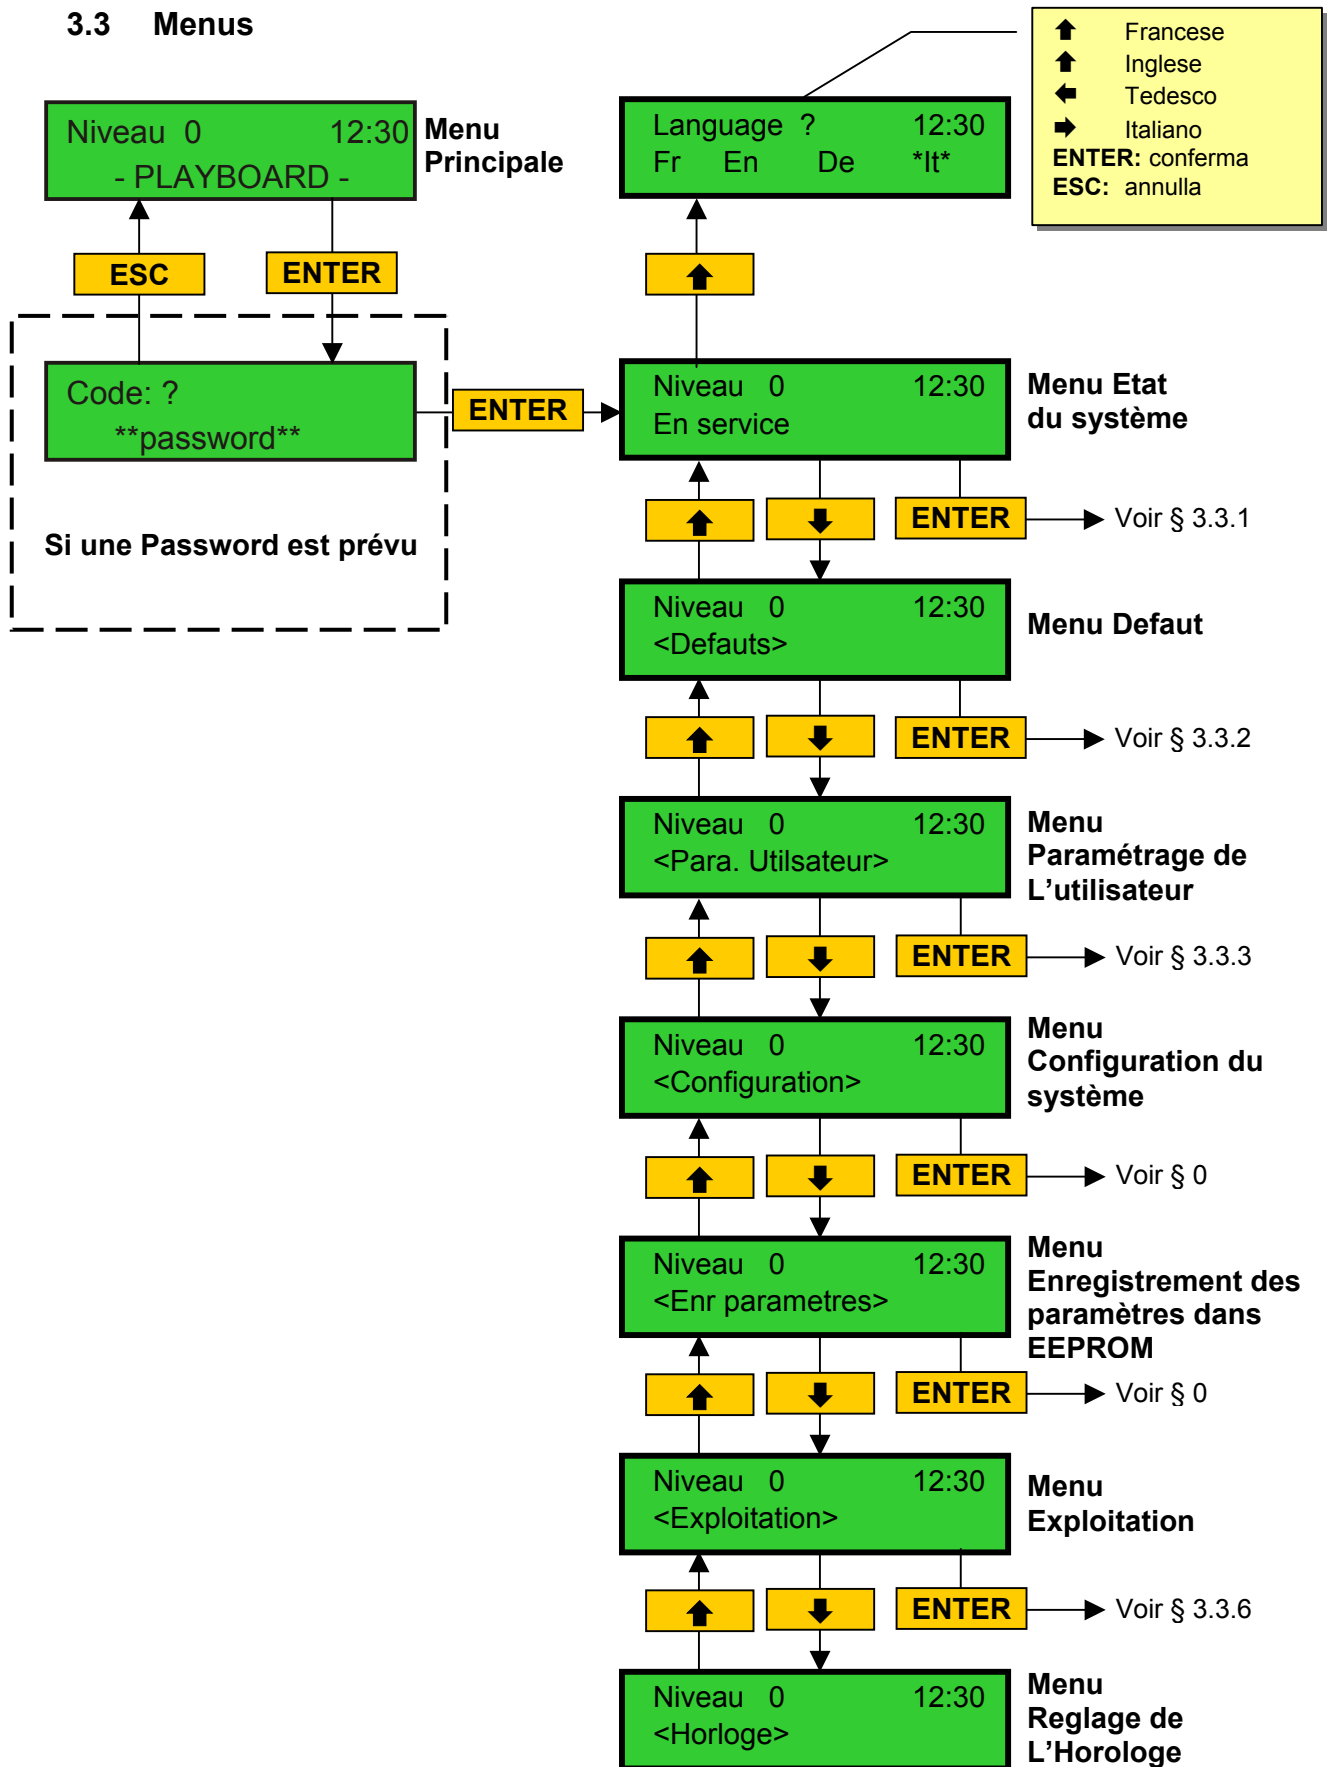 3.3 Menus
Francese
Inglese
Tedesco
Italiano
ENTER: conferma
ESC: annulla
Niveau 0 12:30
- PLAYBOARD -
Menu
Principale
Language ? 12:30
Fr En De *It*
ESC
ENTER
Code: ?
**password**
Si une Password est prévu
ENTER
Niveau 0 12:30
En service
Menu Etat
du système
ENTER
Voir § 3.3.1
Niveau 0 12:30
<Defauts>
Menu Defaut
ENTER
Voir § 3.3.2
Niveau 0 12:30
<Para. Utilsateur>
Menu
Paramétrage de
L'utilisateur
ENTER
Voir § 3.3.3
Niveau 0 12:30
<Configuration>
Menu
Configuration du
système
ENTER
Voir § 0
Niveau 0 12:30
<Enr parametres>
Menu
Enregistrement des
paramètres dans
EEPROM
ENTER
Voir § 0
Niveau 0 12:30
<Exploitation>
Menu
Exploitation
ENTER
Voir § 3.3.6
Niveau 0 12:30
<Horloge>
Menu
Reglage de
L'Horologe